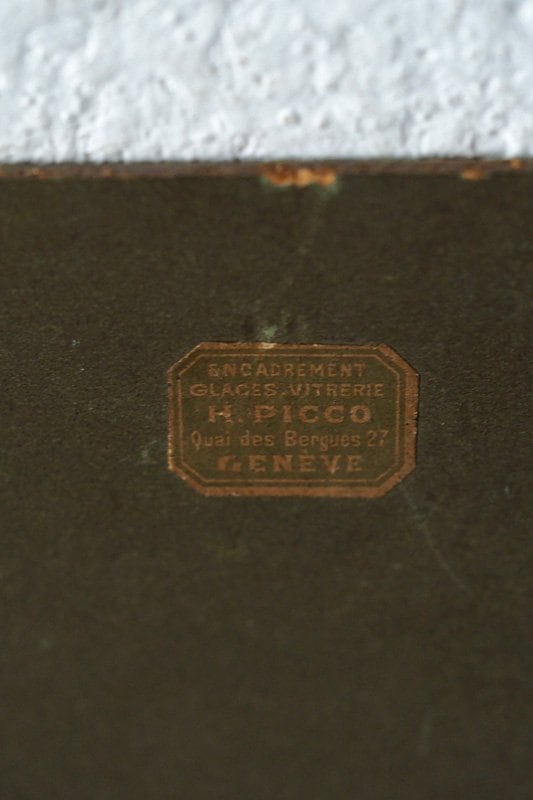 ENCADREMENT
GLACES-VITRERIE
H. PICCO
Quai des Bergues 27
GENÈVE